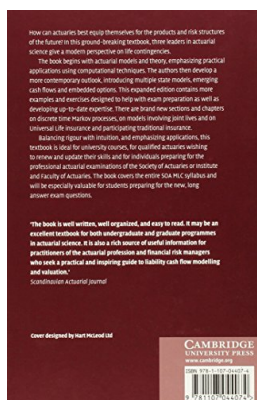 How can actuaries best equip themselves for the products and risk structures
of the future? In this ground-breaking textbook, three leaders in actuarial
science give a modern perspective on life contingencies.
The book begins with actuarial models and theory, emphasizing practical
applications using computational techniques. The authors then develop a
more contemporary outlook, introducing multiple state models, emerging
cash flows and embedded options. This expanded edition contains more
examples and exercises designed to help with exam preparation as well as
developing up-to-date expertise. There are brand new sections and chapters
on discrete time Markov processes, on models involving joint lives and on
Universal Life insurance and participating traditional insurance.
Balancing rigour with intuition, and emphasizing applications, this
textbook is ideal for university courses, for qualified actuaries wishing
to renew and update their skills and for individuals preparing for the
professional actuarial examinations of the Society of Actuaries or Institute
and Faculty of Actuaries. The book covers the entire SOA MLC syllabus and
will be especially valuable for students preparing for the new, long
answer exam questions.
'The book is well written, well organized, and easy to read. It may be an
excellent textbook for both undergraduate and graduate programmes
in actuarial science. It is also a rich source of useful information for
practitioners of the actuarial profession and financial risk managers
who seek a practical and inspiring guide to liability cash flow modelling
and valuation.'
Scandinavian Actuarial Journal
Cover designed by Hart McLeod Ltd
CAMBRIDGE
UNIVERSITY PRESS
www.cambridge.org
ISBN 978-1-107-04407-4
9 781107 044074 >